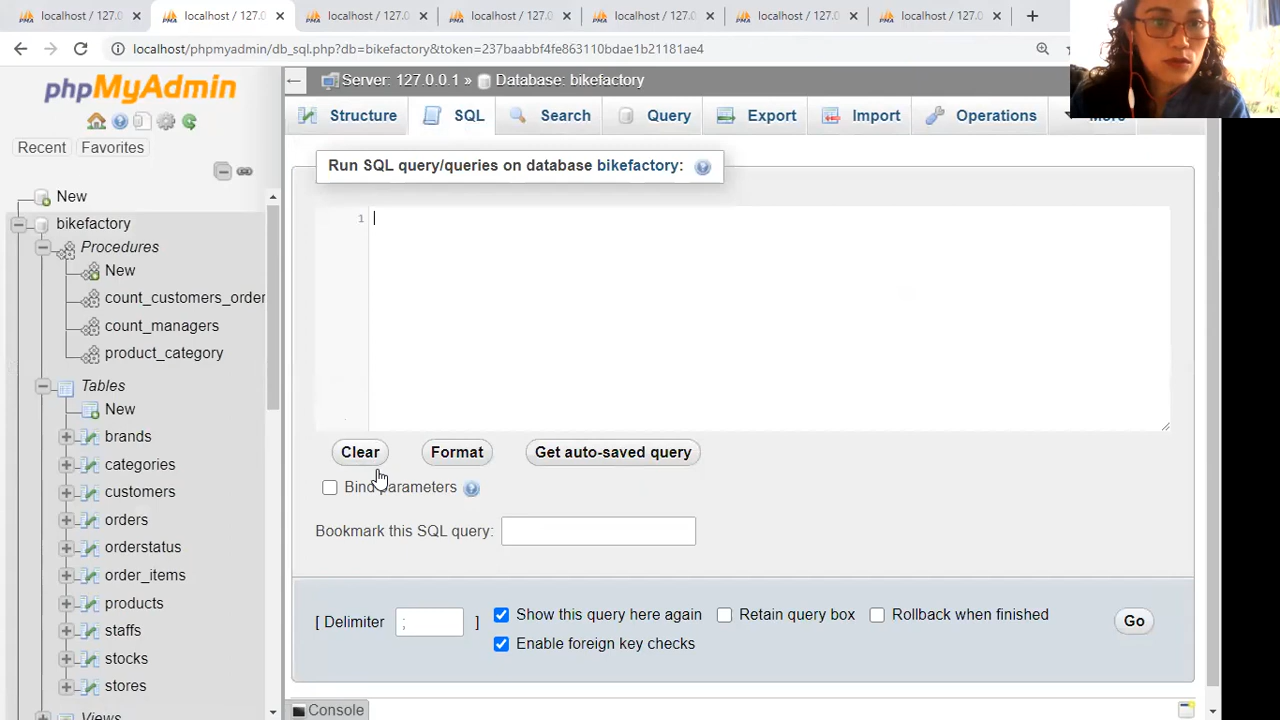 localhost / 127.0.
localhost / 127.0.
localhost / 127.0.
localhost / 127.0.
localhost / 127.0.
localhost / 127.0.
localhost / 127.0.
localhost/phpmyadmin/db_sql.php?db=bikefactory&token=237baabbf4fe863110bdae1b21181ae4
phpMyAdmin
Recent
Favorites
New
bikefactory
Procedures
New
count_customers_order
count_managers
product_category
Tables
New
brands
categories
customers
orders
orderstatus
order_items
products
staffs
stocks
stores
Views
Server: 127.0.0.1 » Database: bikefactory
Structure
SQL
Search
Query
Export
Import
Operations
More
Run SQL query/queries on database bikefactory:
1
Clear
Format
Get auto-saved query
Bind parameters
Bookmark this SQL query:
[ Delimiter ; ]
Show this query here again
Retain query box
Rollback when finished
Enable foreign key checks
Go
Console